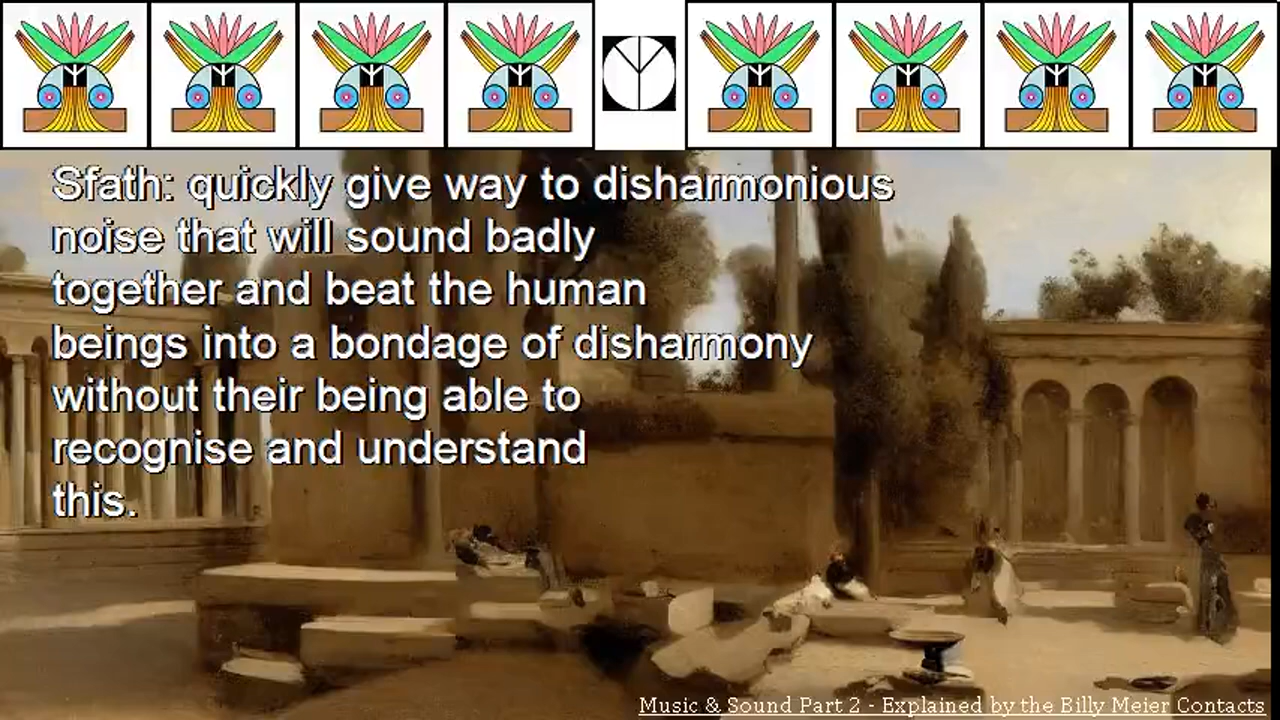 Sfath: quickly give way to disharmonious
noise that will sound badly
together and beat the human
beings into a bondage of disharmony
without their being able to
recognise and understand
this.
Music & Sound Part 2 - Explained by the Billy Meier Contacts